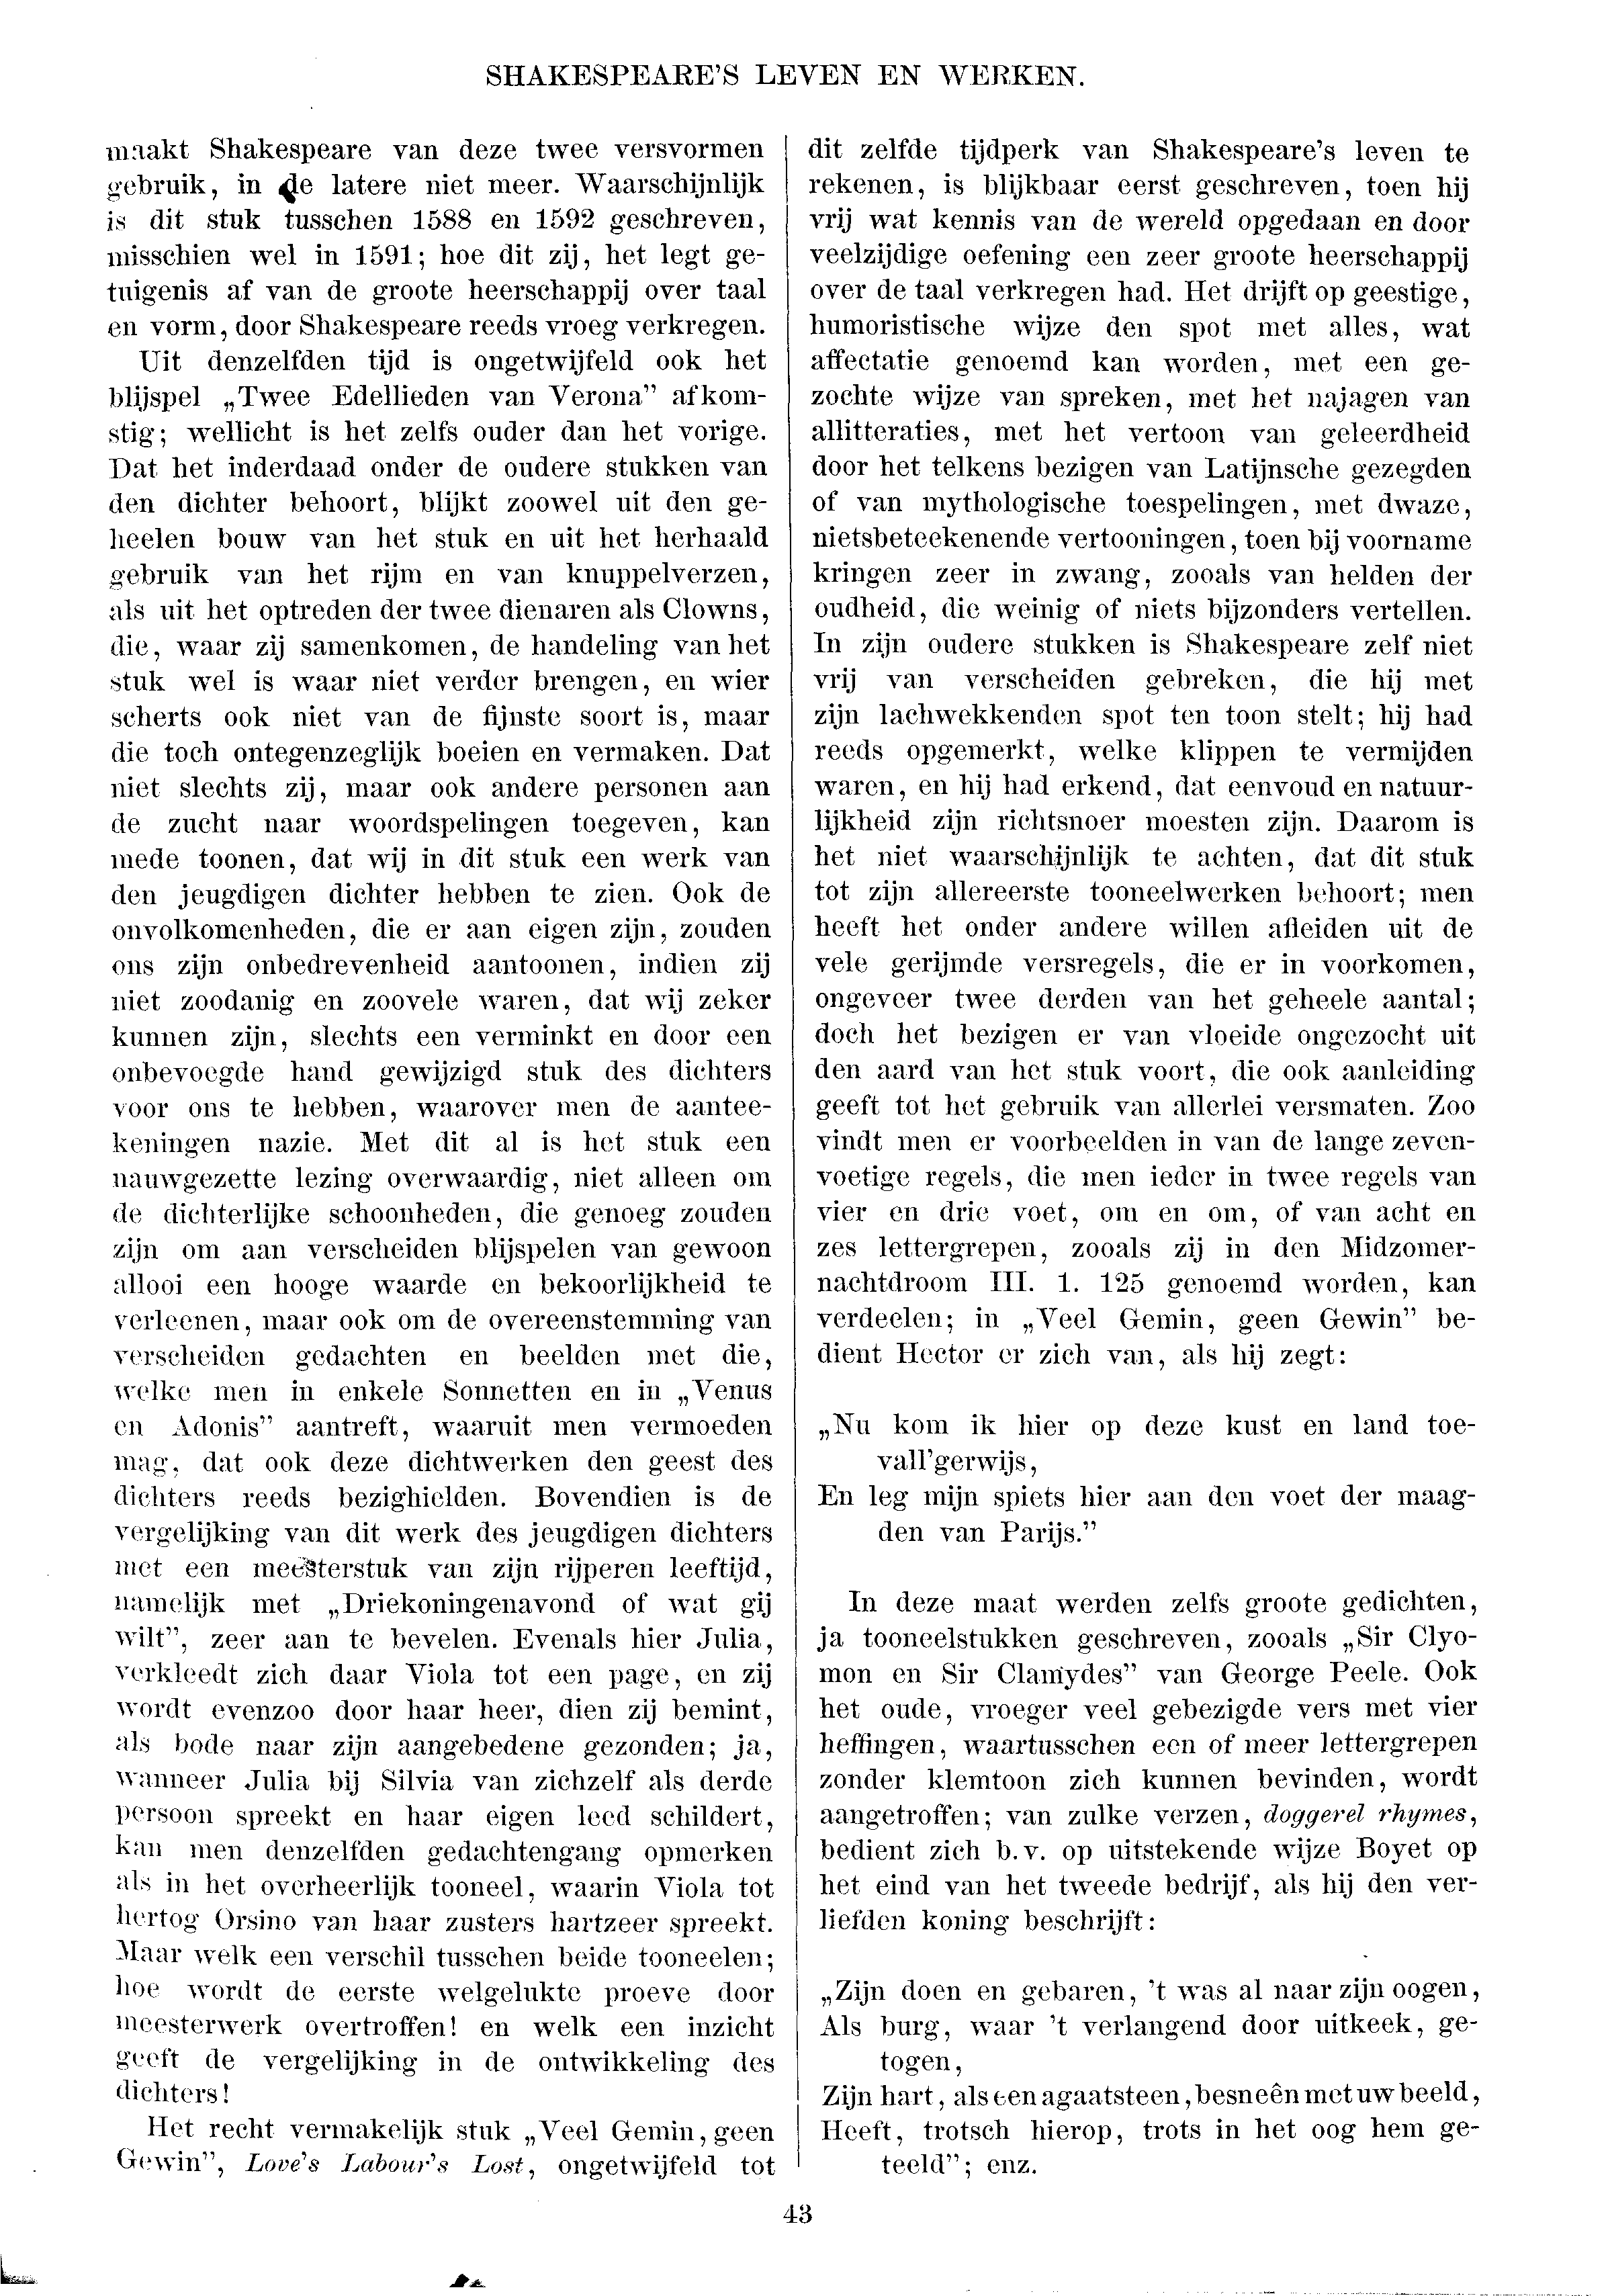 SHAKESPEARE'S LEVEN EN WERKEN.
maakt Shakespeare van deze twee versvormen
gebruik, in de latere niet meer. Waarschijnlijk
is dit stuk tusschen 1588 en 1592 geschreven,
misschien wel in 1591; hoe dit zij, het legt ge-
tuigenis af van de groote heerschappij over taal
en vorm, door Shakespeare reeds vroeg verkregen.
Uit denzelfden tijd is ongetwijfeld ook het
blijspel „Twee Edellieden van Verona” afkom-
stig; wellicht is het zelfs ouder dan het vorige.
Dat het inderdaad onder de oudere stukken van
den dichter behoort, blijkt zoowel uit den ge-
heelen bouw van het stuk en uit het herhaald
gebruik van het rijm en van knuppelverzen,
als uit het optreden der twee dienaren als Clowns,
die, waar zij samenkomen, de handeling van het
stuk wel is waar niet verder brengen, en wier
scherts ook niet van de fijnste soort is, maar
die toch ontegenzeglijk boeien en vermaken. Dat
niet slechts zij, maar ook andere personen aan
de zucht naar woordspelingen toegeven, kan
mede toonen, dat wij in dit stuk een werk van
den jeugdigen dichter hebben te zien. Ook de
onvolkomenheden, die er aan eigen zijn, zouden
ons zijn onbedrevenheid aantoonen, indien zij
niet zoodanig en zoovele waren, dat wij zeker
kunnen zijn, slechts een verminkt en door een
onbevoegde hand gewijzigd stuk des dichters
voor ons te hebben, waarover men de aantee-
keningen nazie. Met dit al is het stuk een
nauwgezette lezing overwaardig, niet alleen om
de dichterlijke schoonheden, die genoeg zouden
zijn om aan verscheiden blijspelen van gewoon
allooi een hooge waarde en bekoorlijkheid te
verleenen, maar ook om de overeenstemming van
verscheiden gedachten en beelden met die,
welke men in enkele Sonnetten en in „Venus
en Adonis” aantreft, waaruit men vermoeden
mag, dat ook deze dichtwerken den geest des
dichters reeds bezighielden. Bovendien is de
vergelijking van dit werk des jeugdigen dichters
met een meesterstuk van zijn rijperen leeftijd,
namelijk met „Driekoningenavond of wat gij
wilt”, zeer aan te bevelen. Evenals hier Julia,
verkleedt zich daar Viola tot een page, en zij
wordt evenzoo door haar heer, dien zij bemint,
als bode naar zijn aangebedene gezonden; ja,
wanneer Julia bij Silvia van zichzelf als derde
persoon spreekt en haar eigen leed schildert,
kan men denzelfden gedachtengang opmerken
als in het overheerlijk tooneel, waarin Viola tot
hertog Orsino van haar zusters hartzeer spreekt.
Maar welk een verschil tusschen beide tooneelen;
hoe wordt de eerste welgelukte proeve door
meesterwerk overtroffen! en welk een inzicht
geeft de vergelijking in de ontwikkeling des
dichters!
Het recht vermakelijk stuk „Veel Gemin, geen
Gewin”, Love's Labour's Lost, ongetwijfeld tot
dit zelfde tijdperk van Shakespeare's leven te
rekenen, is blijkbaar eerst geschreven, toen hij
vrij wat kennis van de wereld opgedaan en door
veelzijdige oefening een zeer groote heerschappij
over de taal verkregen had. Het drijft op geestige,
humoristische wijze den spot met alles, wat
affectatie genoemd kan worden, met een ge-
zochte wijze van spreken, met het najagen van
allitteraties, met het vertoon van geleerdheid
door het telkens bezigen van Latijnsche gezegden
of van mythologische toespelingen, met dwaze,
nietsbeteekenende vertooningen, toen bij voorname
kringen zeer in zwang, zooals van helden der
oudheid, die weinig of niets bijzonders vertellen.
In zijn oudere stukken is Shakespeare zelf niet
vrij van verscheiden gebreken, die hij met
zijn lachwekkenden spot ten toon stelt; hij had
reeds opgemerkt, welke klippen te vermijden
waren, en hij had erkend, dat eenvoud en natuur-
lijkheid zijn richtsnoer moesten zijn. Daarom is
het niet waarschijnlijk te achten, dat dit stuk
tot zijn allereerste tooneelwerken behoort; men
heeft het onder andere willen afleiden uit de
vele gerijmde versregels, die er in voorkomen,
ongeveer twee derden van het geheele aantal;
doch het bezigen er van vloeide ongezocht uit
den aard van het stuk voort, die ook aanleiding
geeft tot het gebruik van allerlei versmaten. Zoo
vindt men er voorbeelden in van de lange zeven-
voetige regels, die men ieder in twee regels van
vier en drie voet, om en om, of van acht en
zes lettergrepen, zooals zij in den Midzomer-
nachtdroom III. 1. 125 genoemd worden, kan
verdeelen; in „Veel Gemin, geen Gewin” be-
dient Hector er zich van, als hij zegt:
„Nu kom ik hier op deze kust en land toe-
vall'gerwijs,
En leg mijn spiets hier aan den voet der maag-
den van Parijs.”
In deze maat werden zelfs groote gedichten,
ja tooneelstukken geschreven, zooals „Sir Clyo-
mon en Sir Clamydes” van George Peele. Ook
het oude, vroeger veel gebezigde vers met vier
heffingen, waartusschen een of meer lettergrepen
zonder klemtoon zich kunnen bevinden, wordt
aangetroffen; van zulke verzen, doggerel rhymes,
bedient zich b.v. op uitstekende wijze Boyet op
het eind van het tweede bedrijf, als hij den ver-
liefden koning beschrijft:
„Zijn doen en gebaren, 't was al naar zijn oogen,
Als burg, waar 't verlangend door uitkeek, ge-
togen,
Zijn hart, als een agaatsteen, besneên met uw beeld,
Heeft, trotsch hierop, trots in het oog hem ge-
teeld”; enz.
43